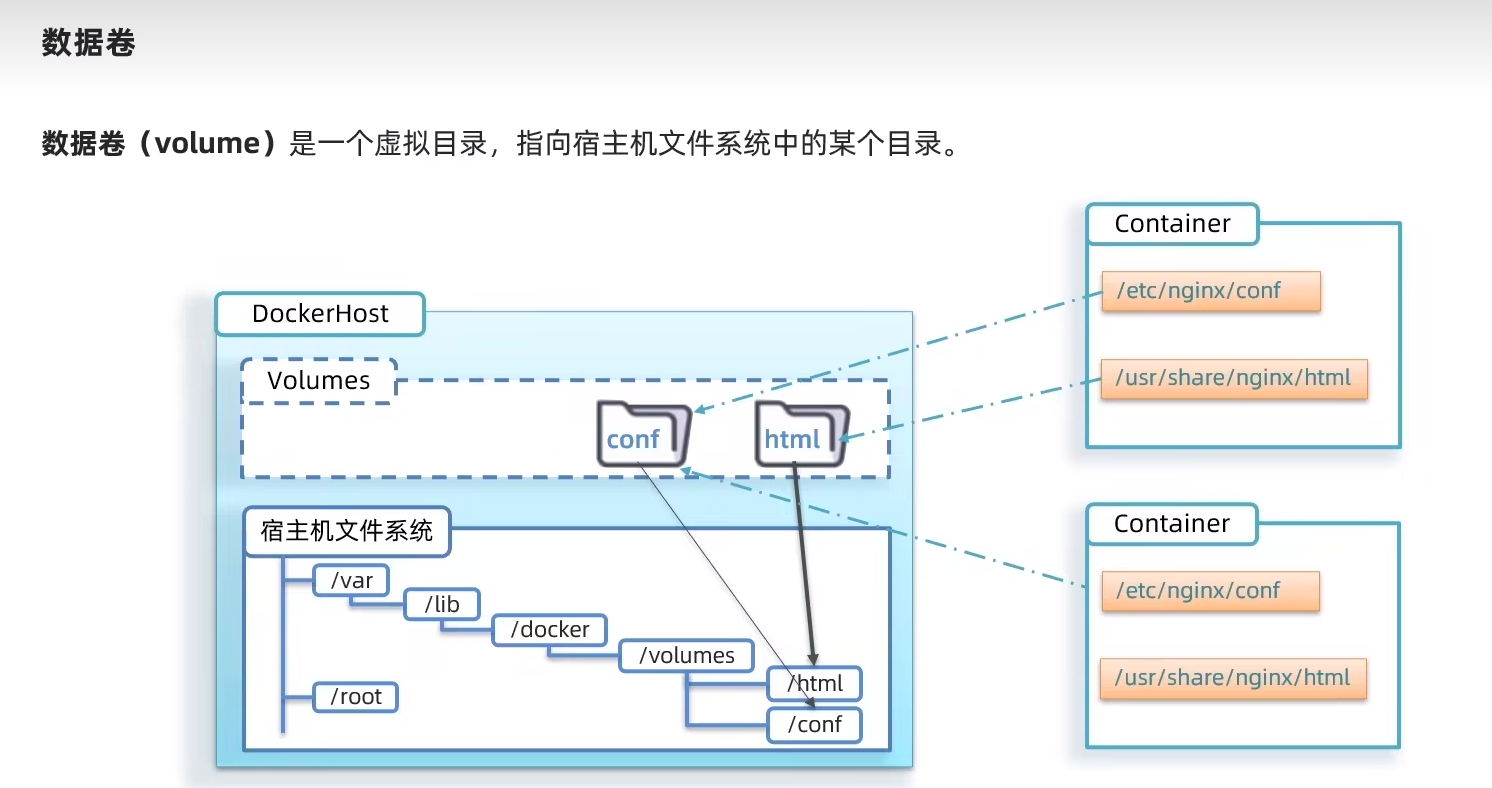 数据卷
数据卷（volume）是一个虚拟目录，指向宿主机文件系统中的某个目录。
Container
/etc/nginx/conf
/usr/share/nginx/html
DockerHost
Volumes
conf
html
宿主机文件系统
/var
/lib
/docker
/volumes
/html
/root
/conf
Container
/etc/nginx/conf
/usr/share/nginx/html